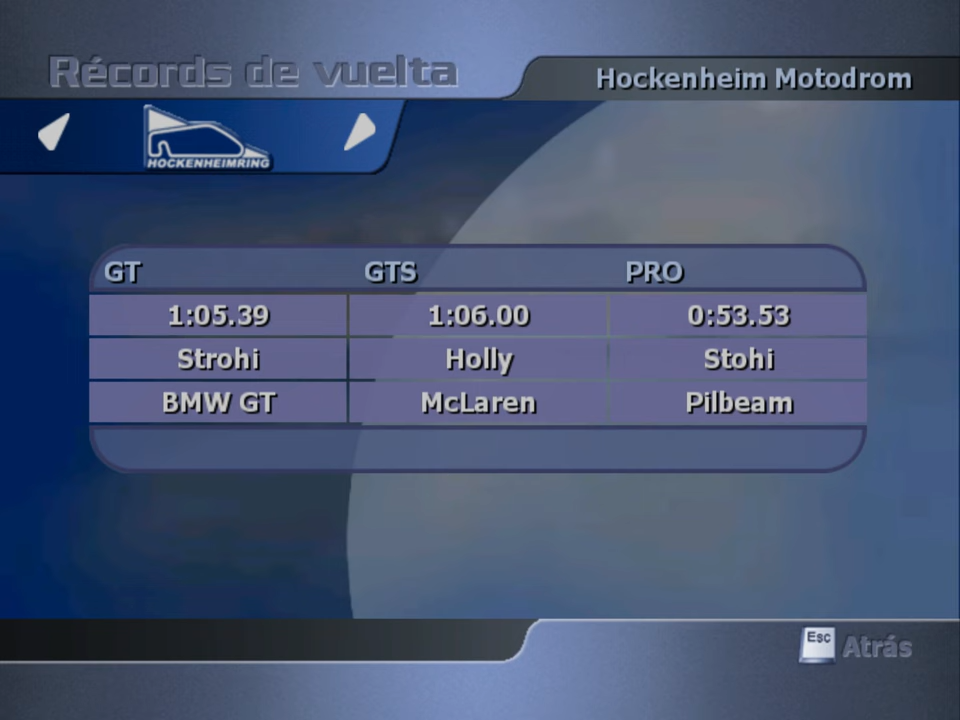 Récords de vuelta
Hockenheim Motodrom
HOCKENHEIMRING
GT GTS PRO
1:05.39 1:06.00 0:53.53
Strohi Holly Stohi
BMW GT McLaren Pilbeam
Esc Atrás